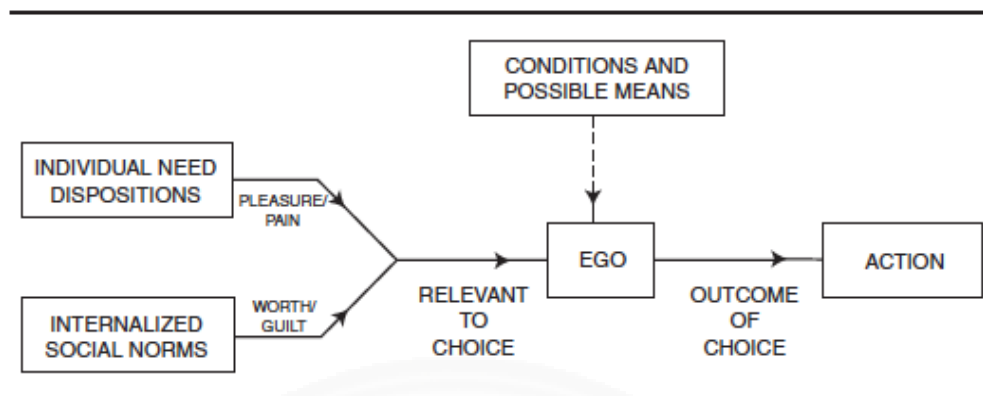 CONDITIONS AND
POSSIBLE MEANS
INDIVIDUAL NEED
DISPOSITIONS
PLEASURE/
PAIN
EGO
ACTION
WORTH/
GUILT
INTERNALIZED
SOCIAL NORMS
RELEVANT
TO
CHOICE
OUTCOME
OF
CHOICE